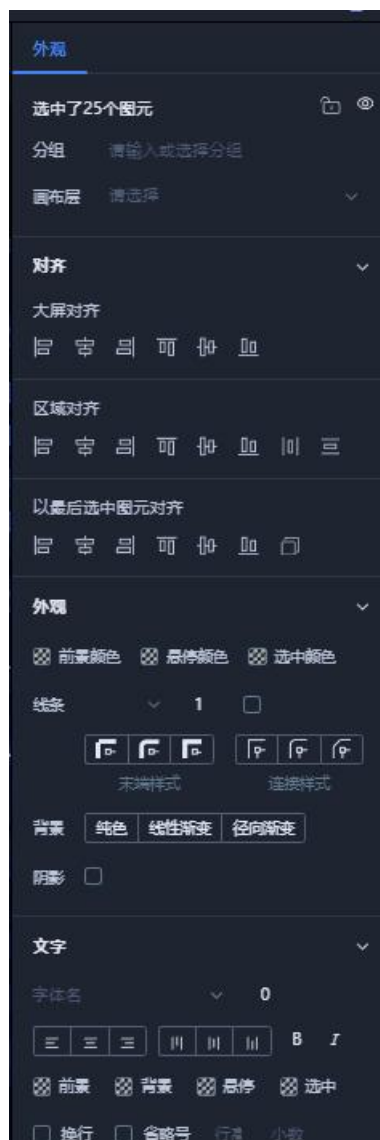 外观
选中了25个图元
分组 请输入或选择分组
画布层 请选择
对齐
大屏对齐
区域对齐
以最后选中图元对齐
外观
前景颜色 悬停颜色 选中颜色
线条 1
末端样式 连接样式
背景 纯色 线性渐变 径向渐变
阴影
文字
字体名 0
B I
前景 背景 悬停 选中
换行 省略号 行高 小数